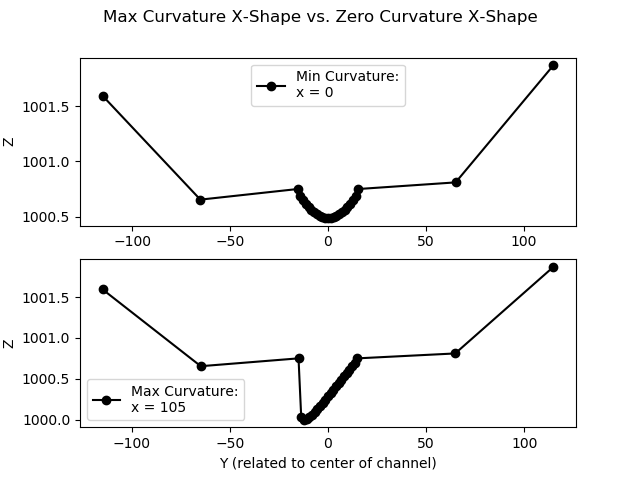 Max Curvature X-Shape vs. Zero Curvature X-Shape
Min Curvature:
x = 0
Z
1001.5
1001.0
1000.5
−100
−50
0
50
100
Z
1001.5
1001.0
1000.5
1000.0
Max Curvature:
x = 105
−100
−50
0
50
100
Y (related to center of channel)